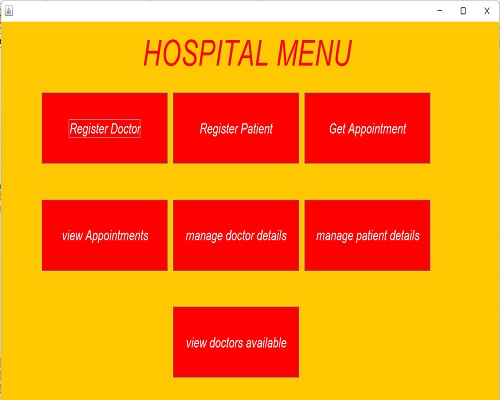 HOSPITAL MENU
Register Doctor
Register Patient
Get Appointment
view Appointments
manage doctor details
manage patient details
view doctors available